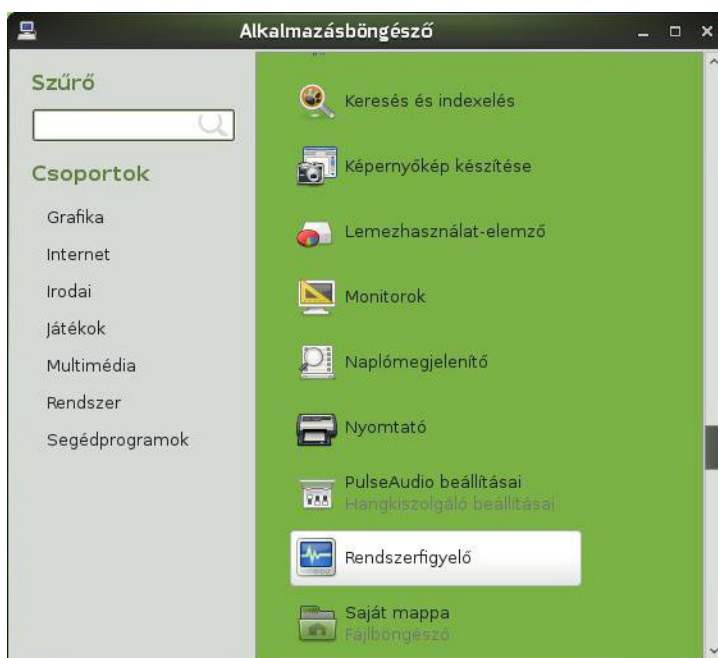 Alkalmazásböngésző
Szűrő
Csoportok
Grafika
Internet
Irodai
Játékok
Multimédia
Rendszer
Segédprogramok
Keresés és indexelés
Képernyőkép készítése
Lemezhasználat-elemző
Monitorok
Naplómegjelenítő
Nyomtató
PulseAudio beállításai
Hangkiszolgáló beállításai
Rendszerfigyelő
Saját mappa
Fájlböngésző